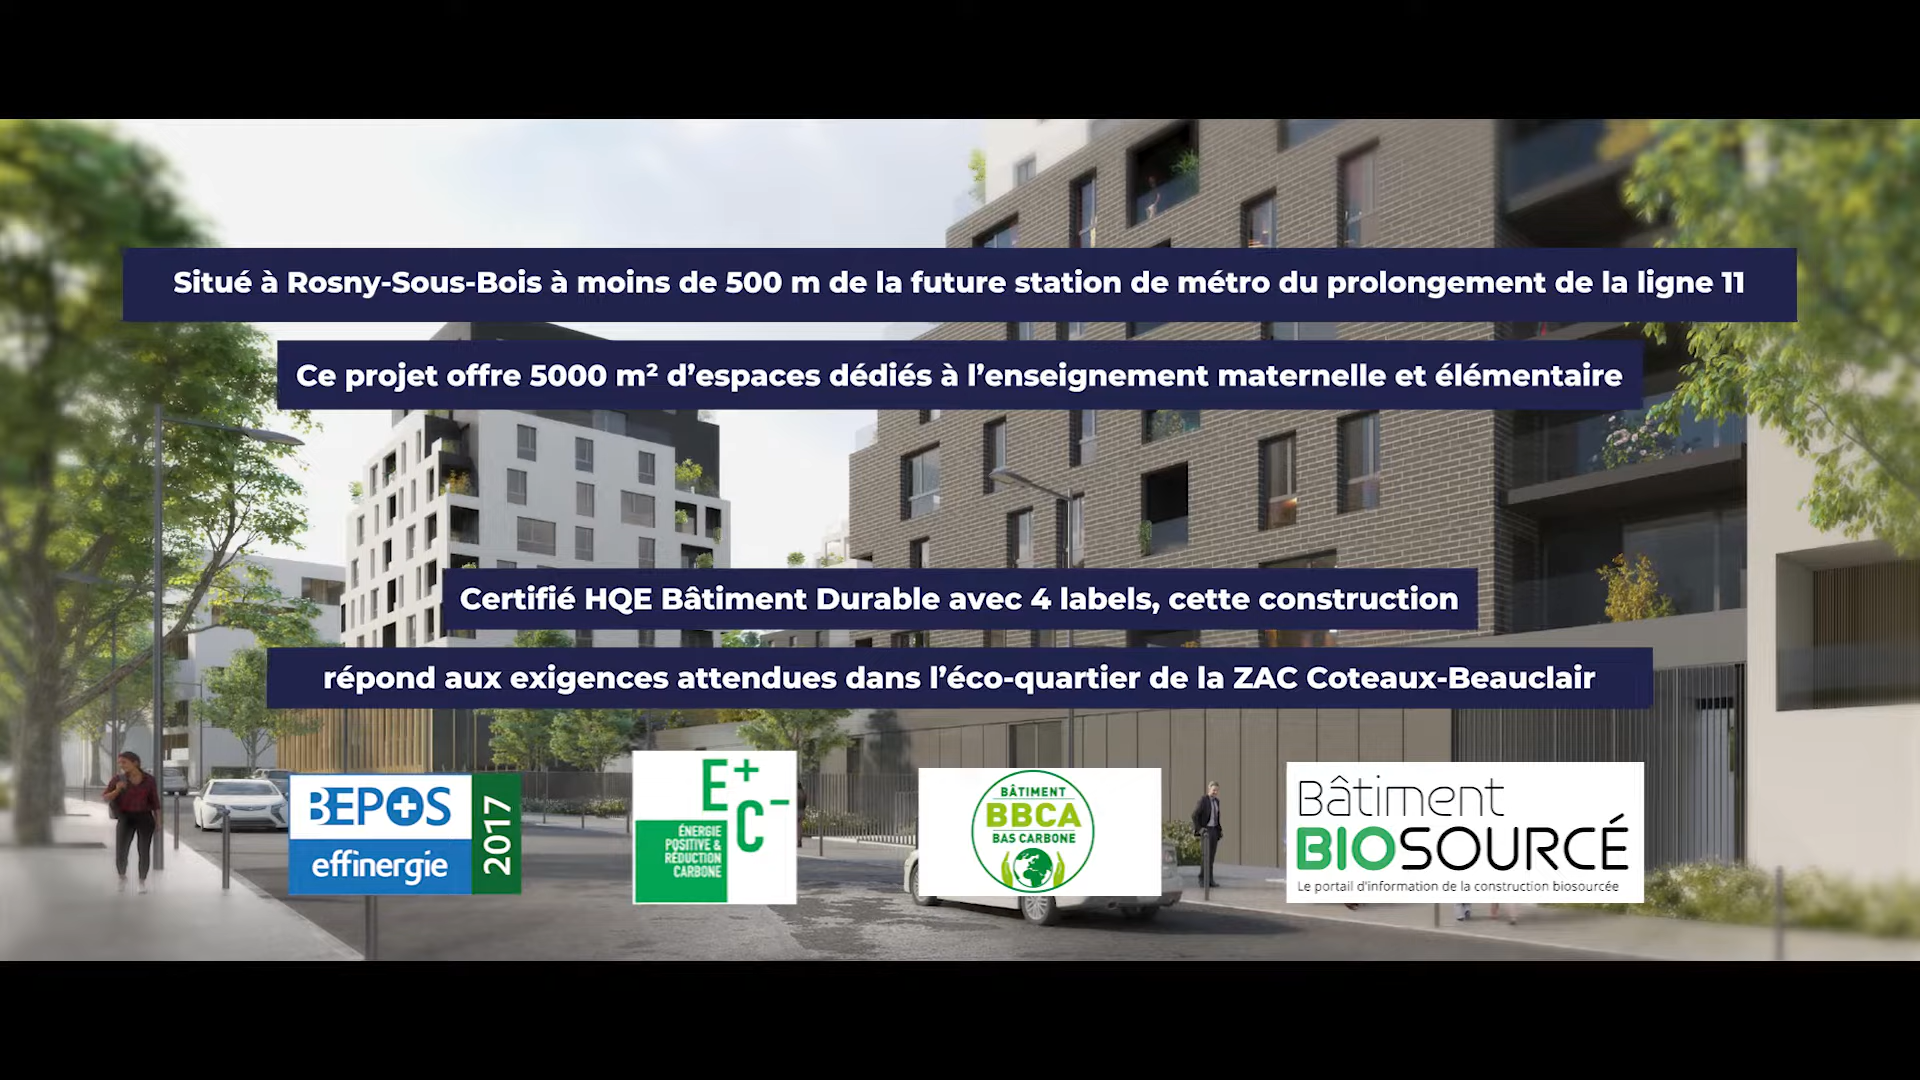 Situé à Rosny-Sous-Bois à moins de 500 m de la future station de métro du prolongement de la ligne 11
Ce projet offre 5000 m² d’espaces dédiés à l’enseignement maternelle et élémentaire
Certifié HQE Bâtiment Durable avec 4 labels, cette construction
répond aux exigences attendues dans l’éco-quartier de la ZAC Coteaux-Beauclair
BEPOS
effinergie
2017
E+
C-
ÉNERGIE
POSITIVE &
RÉDUCTION
CARBONE
BÂTIMENT
BBCA
BAS CARBONE
Bâtiment
BIOSOURCÉ
Le portail d'information de la construction biosourcée